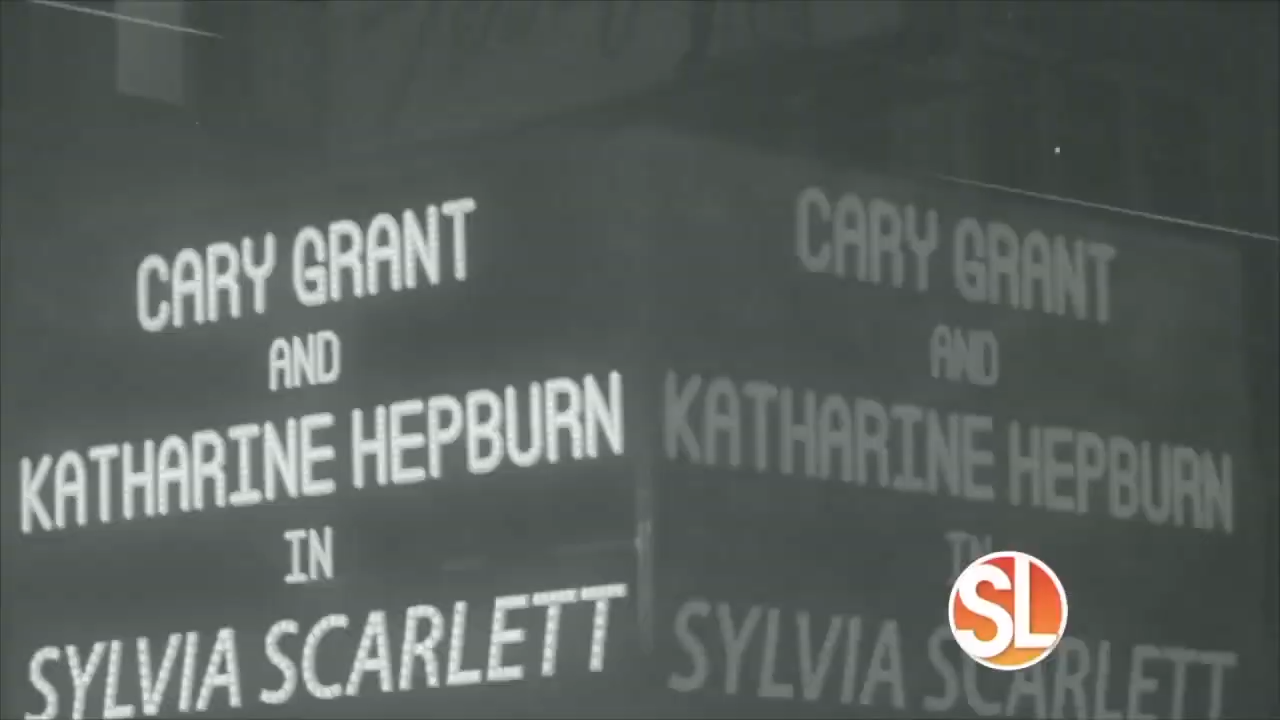 CARY GRANT
AND
KATHARINE HEPBURN
IN
SYLVIA SCARLETT
CARY GRANT
AND
KATHARINE HEPBURN
IN
SYLVIA SCARLETT
SL